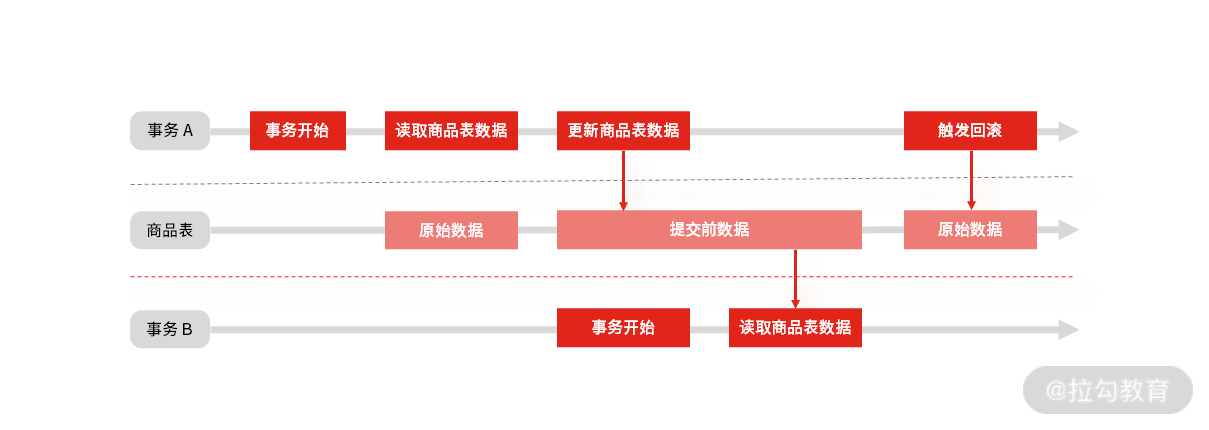 事务 A
事务开始
读取商品表数据
更新商品表数据
触发回滚
商品表
原始数据
提交前数据
原始数据
事务 B
事务开始
读取商品表数据
@拉勾教育